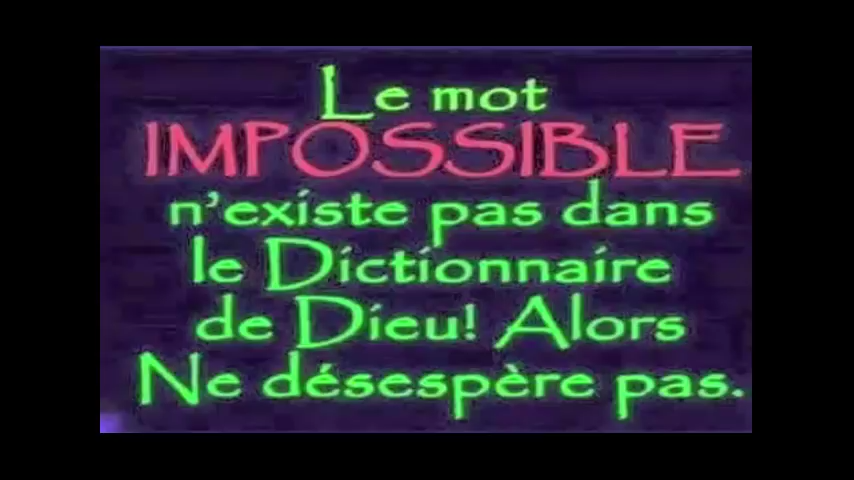 Le mot
IMPOSSIBLE
n'existe pas dans
le Dictionnaire
de Dieu! Alors
Ne désespère pas.